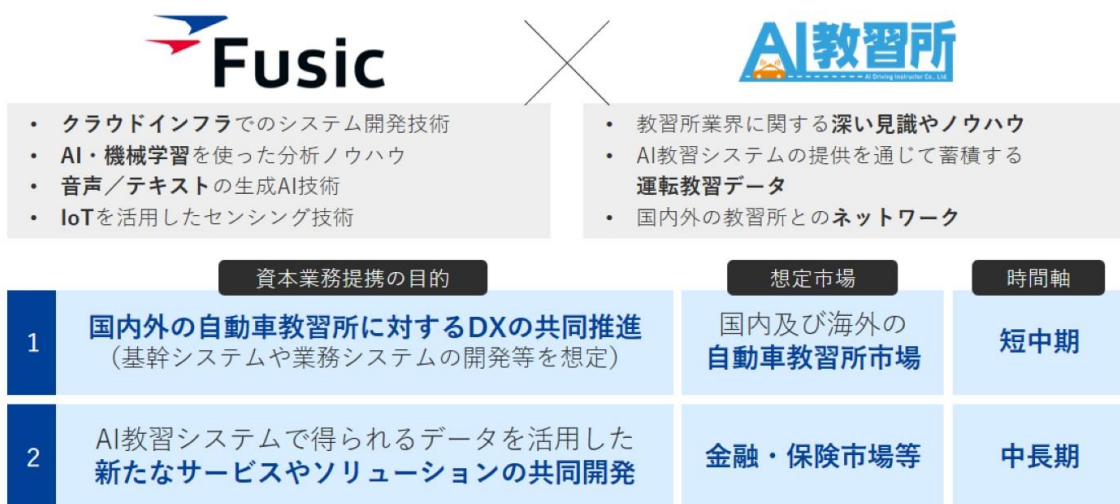 Fusic
AI教習所
AI Driving Instructor Co., Ltd.
• クラウドインフラでのシステム開発技術
• AI・機械学習を使った分析ノウハウ
• 音声／テキストの生成AI技術
• IoTを活用したセンシング技術
• 教習所業界に関する深い見識やノウハウ
• AI教習システムの提供を通じて蓄積する
運転教習データ
• 国内外の教習所とのネットワーク
資本業務提携の目的
想定市場
時間軸
1
国内外の自動車教習所に対するDXの共同推進
(基幹システムや業務システムの開発等を想定)
国内及び海外の
自動車教習所市場
短中期
2
AI教習システムで得られるデータを活用した
新たなサービスやソリューションの共同開発
金融・保険市場等
中長期